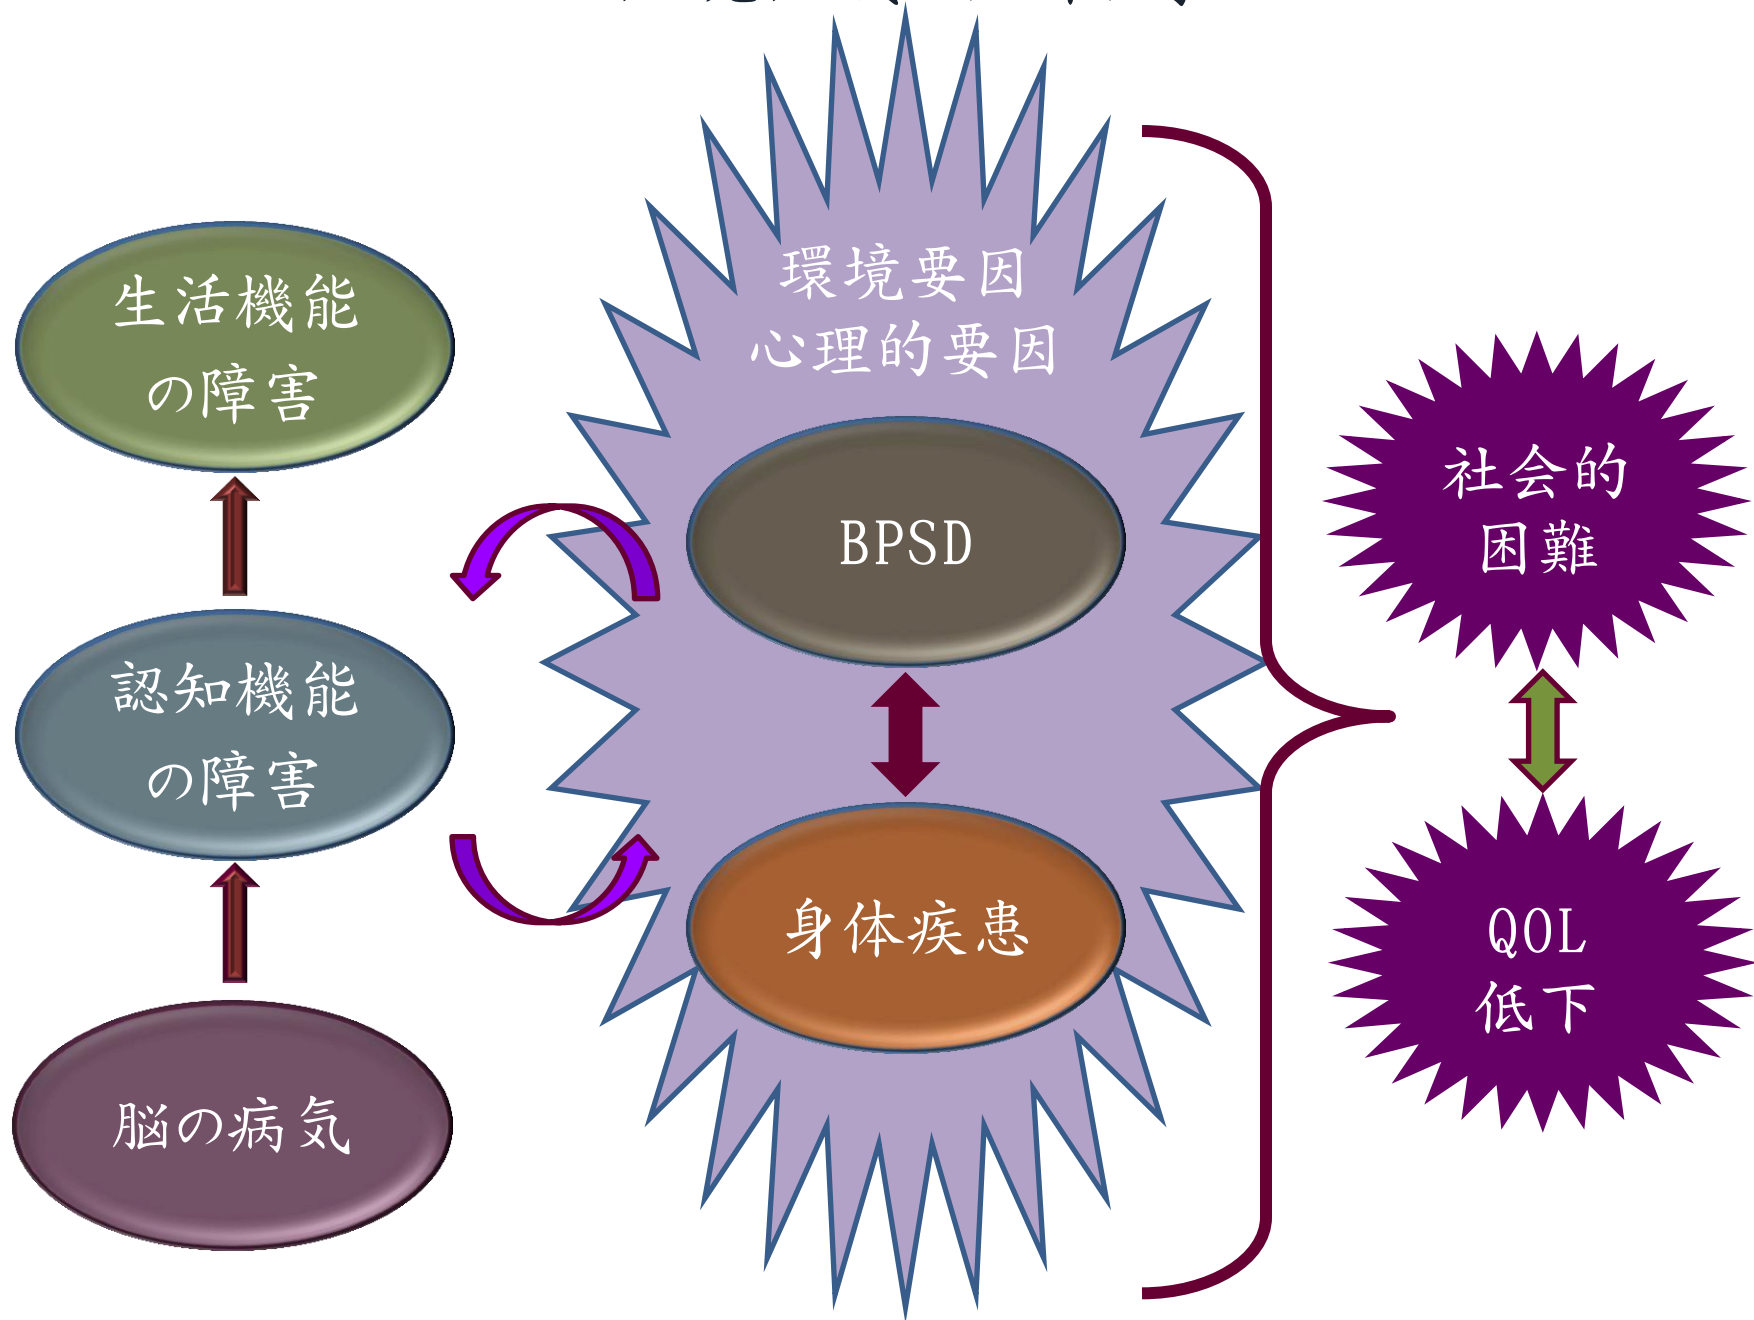 生活機能
の障害
認知機能
の障害
脳の病気
環境要因
心理的要因
BPSD
身体疾患
社会的
困難
QOL
低下